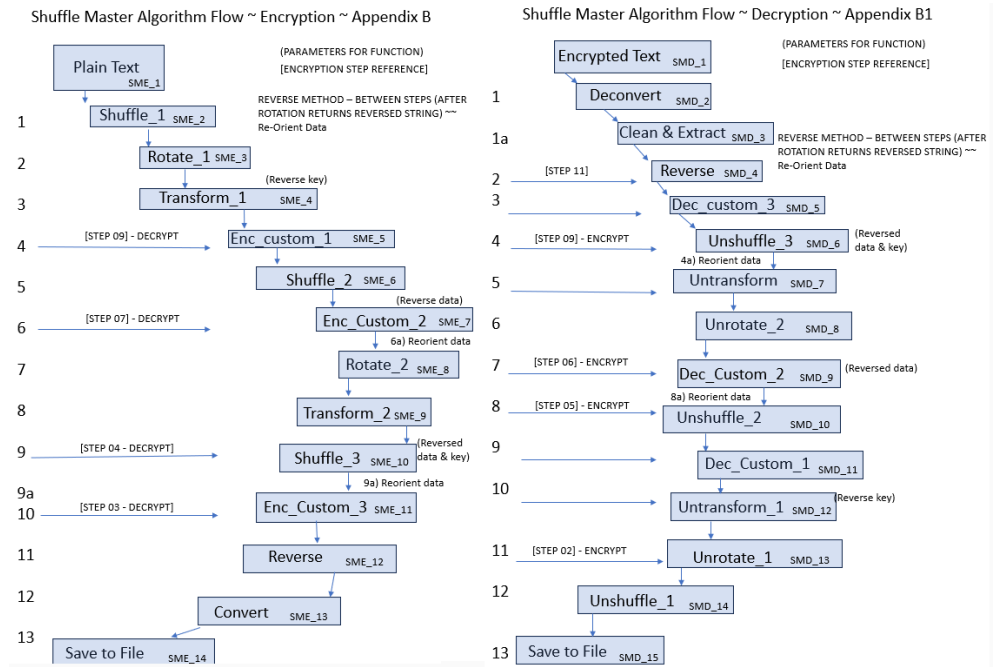 Shuffle Master Algorithm Flow ~ Encryption ~ Appendix B
(PARAMETERS FOR FUNCTION)
[ENCRYPTION STEP REFERENCE]
Plain Text SME_1
REVERSE METHOD – BETWEEN STEPS (AFTER
ROTATION RETURNS REVERSED STRING) ~~
Re-Orient Data
1 Shuffle_1 SME_2
2 Rotate_1 SME_3
(Reverse key)
3 Transform_1 SME_4
4 [STEP 09] - DECRYPT Enc_custom_1 SME_5
5 Shuffle_2 SME_6
(Reverse data)
6 [STEP 07] - DECRYPT Enc_Custom_2 SME_7
6a) Reorient data
7 Rotate_2 SME_8
8 Transform_2 SME_9
9 [STEP 04 - DECRYPT] Shuffle_3 SME_10 (Reversed
data & key)
9a 9a) Reorient data
10 [STEP 03 - DECRYPT] Enc_Custom_3 SME_11
11 Reverse SME_12
12 Convert SME_13
13 Save to File SME_14
Shuffle Master Algorithm Flow ~ Decryption ~ Appendix B1
(PARAMETERS FOR FUNCTION)
[ENCRYPTION STEP REFERENCE]
Encrypted Text SMD_1
1 Deconvert SMD_2
1a Clean & Extract SMD_3
REVERSE METHOD – BETWEEN STEPS (AFTER
ROTATION RETURNS REVERSED STRING) ~~
Re-Orient Data
2 [STEP 11] Reverse SMD_4
3 Dec_custom_3 SMD_5
4 [STEP 09] - ENCRYPT Unshuffle_3 SMD_6 (Reversed
data & key)
4a) Reorient data
5 Untransform SMD_7
6 Unrotate_2 SMD_8
7 [STEP 06] - ENCRYPT Dec_Custom_2 SMD_9 (Reversed data)
8a) Reorient data
8 [STEP 05] - ENCRYPT Unshuffle_2 SMD_10
9 Dec_Custom_1 SMD_11
10 Untransform_1 SMD_12 (Reverse key)
11 [STEP 02] - ENCRYPT Unrotate_1 SMD_13
12 Unshuffle_1 SMD_14
13 Save to File SMD_15